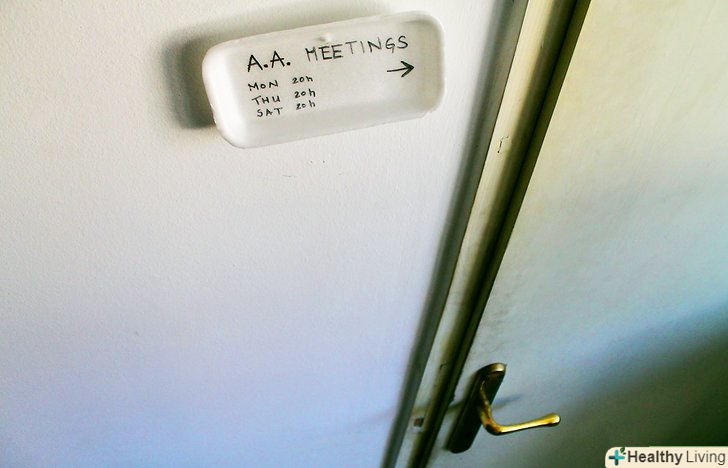 A.A. MEETINGS
MON 20h →
THU 20h
SAT 20h
Healthy Living